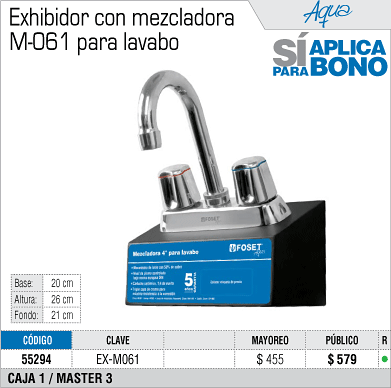 Exhibidor con mezcladora
M-061 para lavabo
Aqua
SÍ APLICA
PARA BONO
FOSET
Mezcladora 4" para lavabo
FOSET
5
Base: 20 cm
Altura: 26 cm
Fondo: 21 cm
CÓDIGO CLAVE MAYOREO PÚBLICO R
55294 EX-M061 $ 455 $ 579
CAJA 1 / MASTER 3